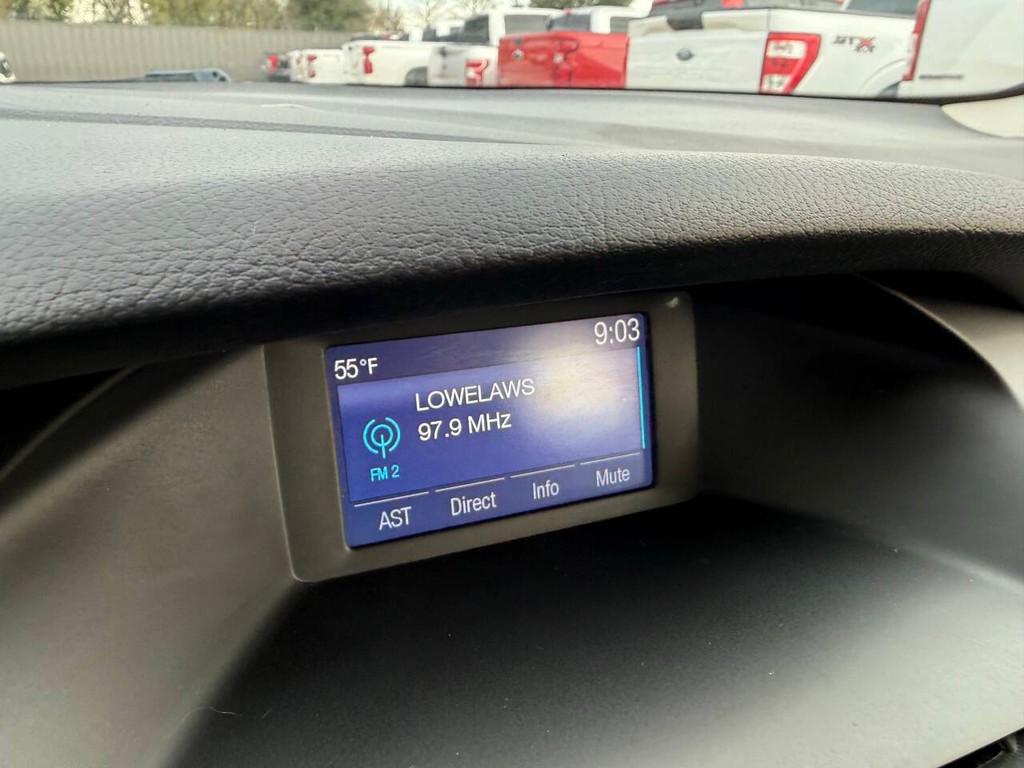 STX
55°F
9:03
LOWELAWS
97.9 MHz
FM 2
AST Direct Info Mute